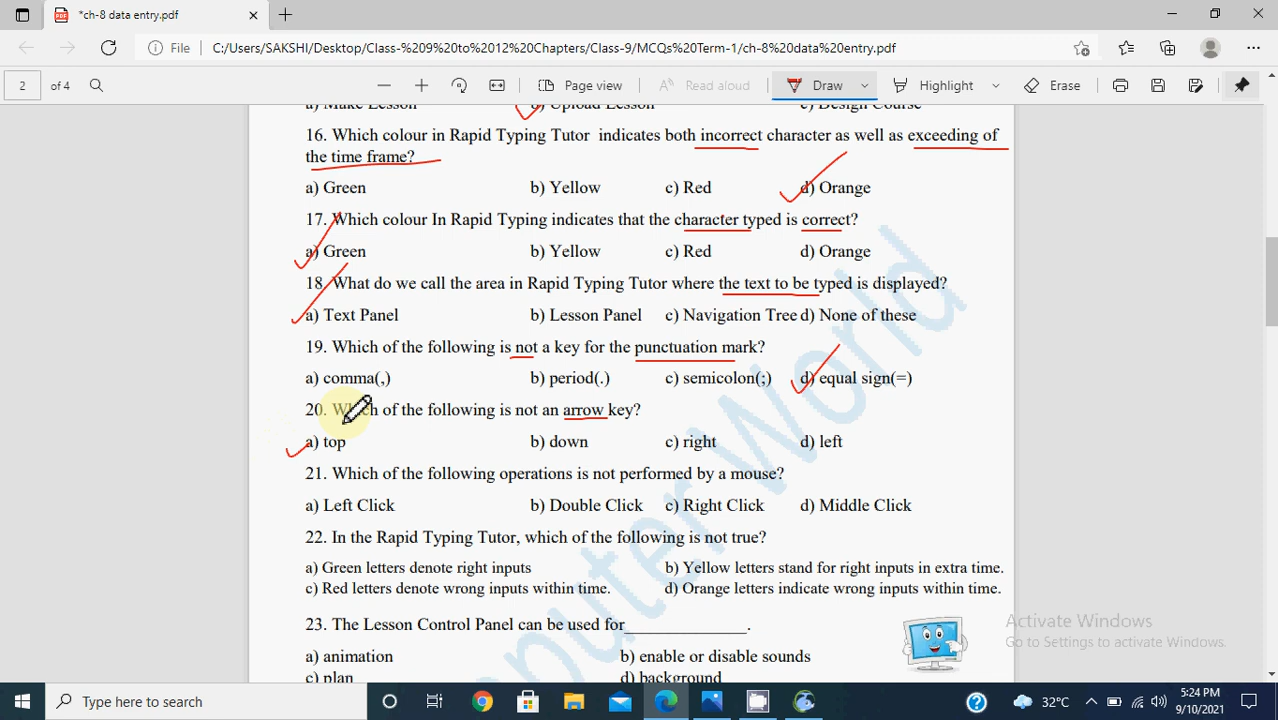 *ch-8 data entry.pdf
File C:/Users/SAKSHI/Desktop/Class-%209%20to%2012%20Chapters/Class-9/MCQs%20Term-1/ch-8%20data%20entry.pdf
2 of 4 Page view Read aloud Draw Highlight Erase
a) Make Lesson b) Upload Lesson c) Design Course
16. Which colour in Rapid Typing Tutor indicates both incorrect character as well as exceeding of
the time frame?
a) Green b) Yellow c) Red d) Orange
17. Which colour In Rapid Typing indicates that the character typed is correct?
a) Green b) Yellow c) Red d) Orange
18. What do we call the area in Rapid Typing Tutor where the text to be typed is displayed?
a) Text Panel b) Lesson Panel c) Navigation Tree d) None of these
19. Which of the following is not a key for the punctuation mark?
a) comma(,) b) period(.) c) semicolon(;) d) equal sign(=)
20. Which of the following is not an arrow key?
a) top b) down c) right d) left
21. Which of the following operations is not performed by a mouse?
a) Left Click b) Double Click c) Right Click d) Middle Click
22. In the Rapid Typing Tutor, which of the following is not true?
a) Green letters denote right inputs b) Yellow letters stand for right inputs in extra time.
c) Red letters denote wrong inputs within time. d) Orange letters indicate wrong inputs within time.
23. The Lesson Control Panel can be used for______________.
a) animation b) enable or disable sounds
c) plan d) background
puter World
Activate Windows
Go to Settings to activate Windows.
Type here to search
32°C
5:24 PM
9/10/2021